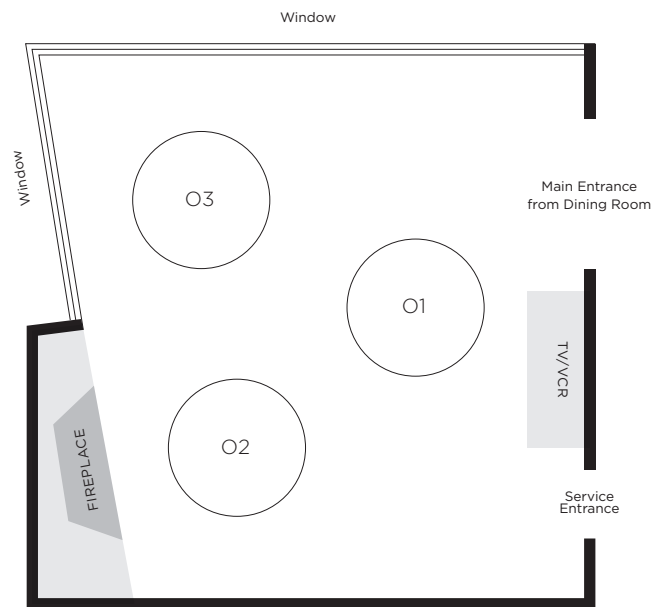 Window
Window
Main Entrance
from Dining Room
O3
O1
TV/VCR
O2
FIREPLACE
Service
Entrance